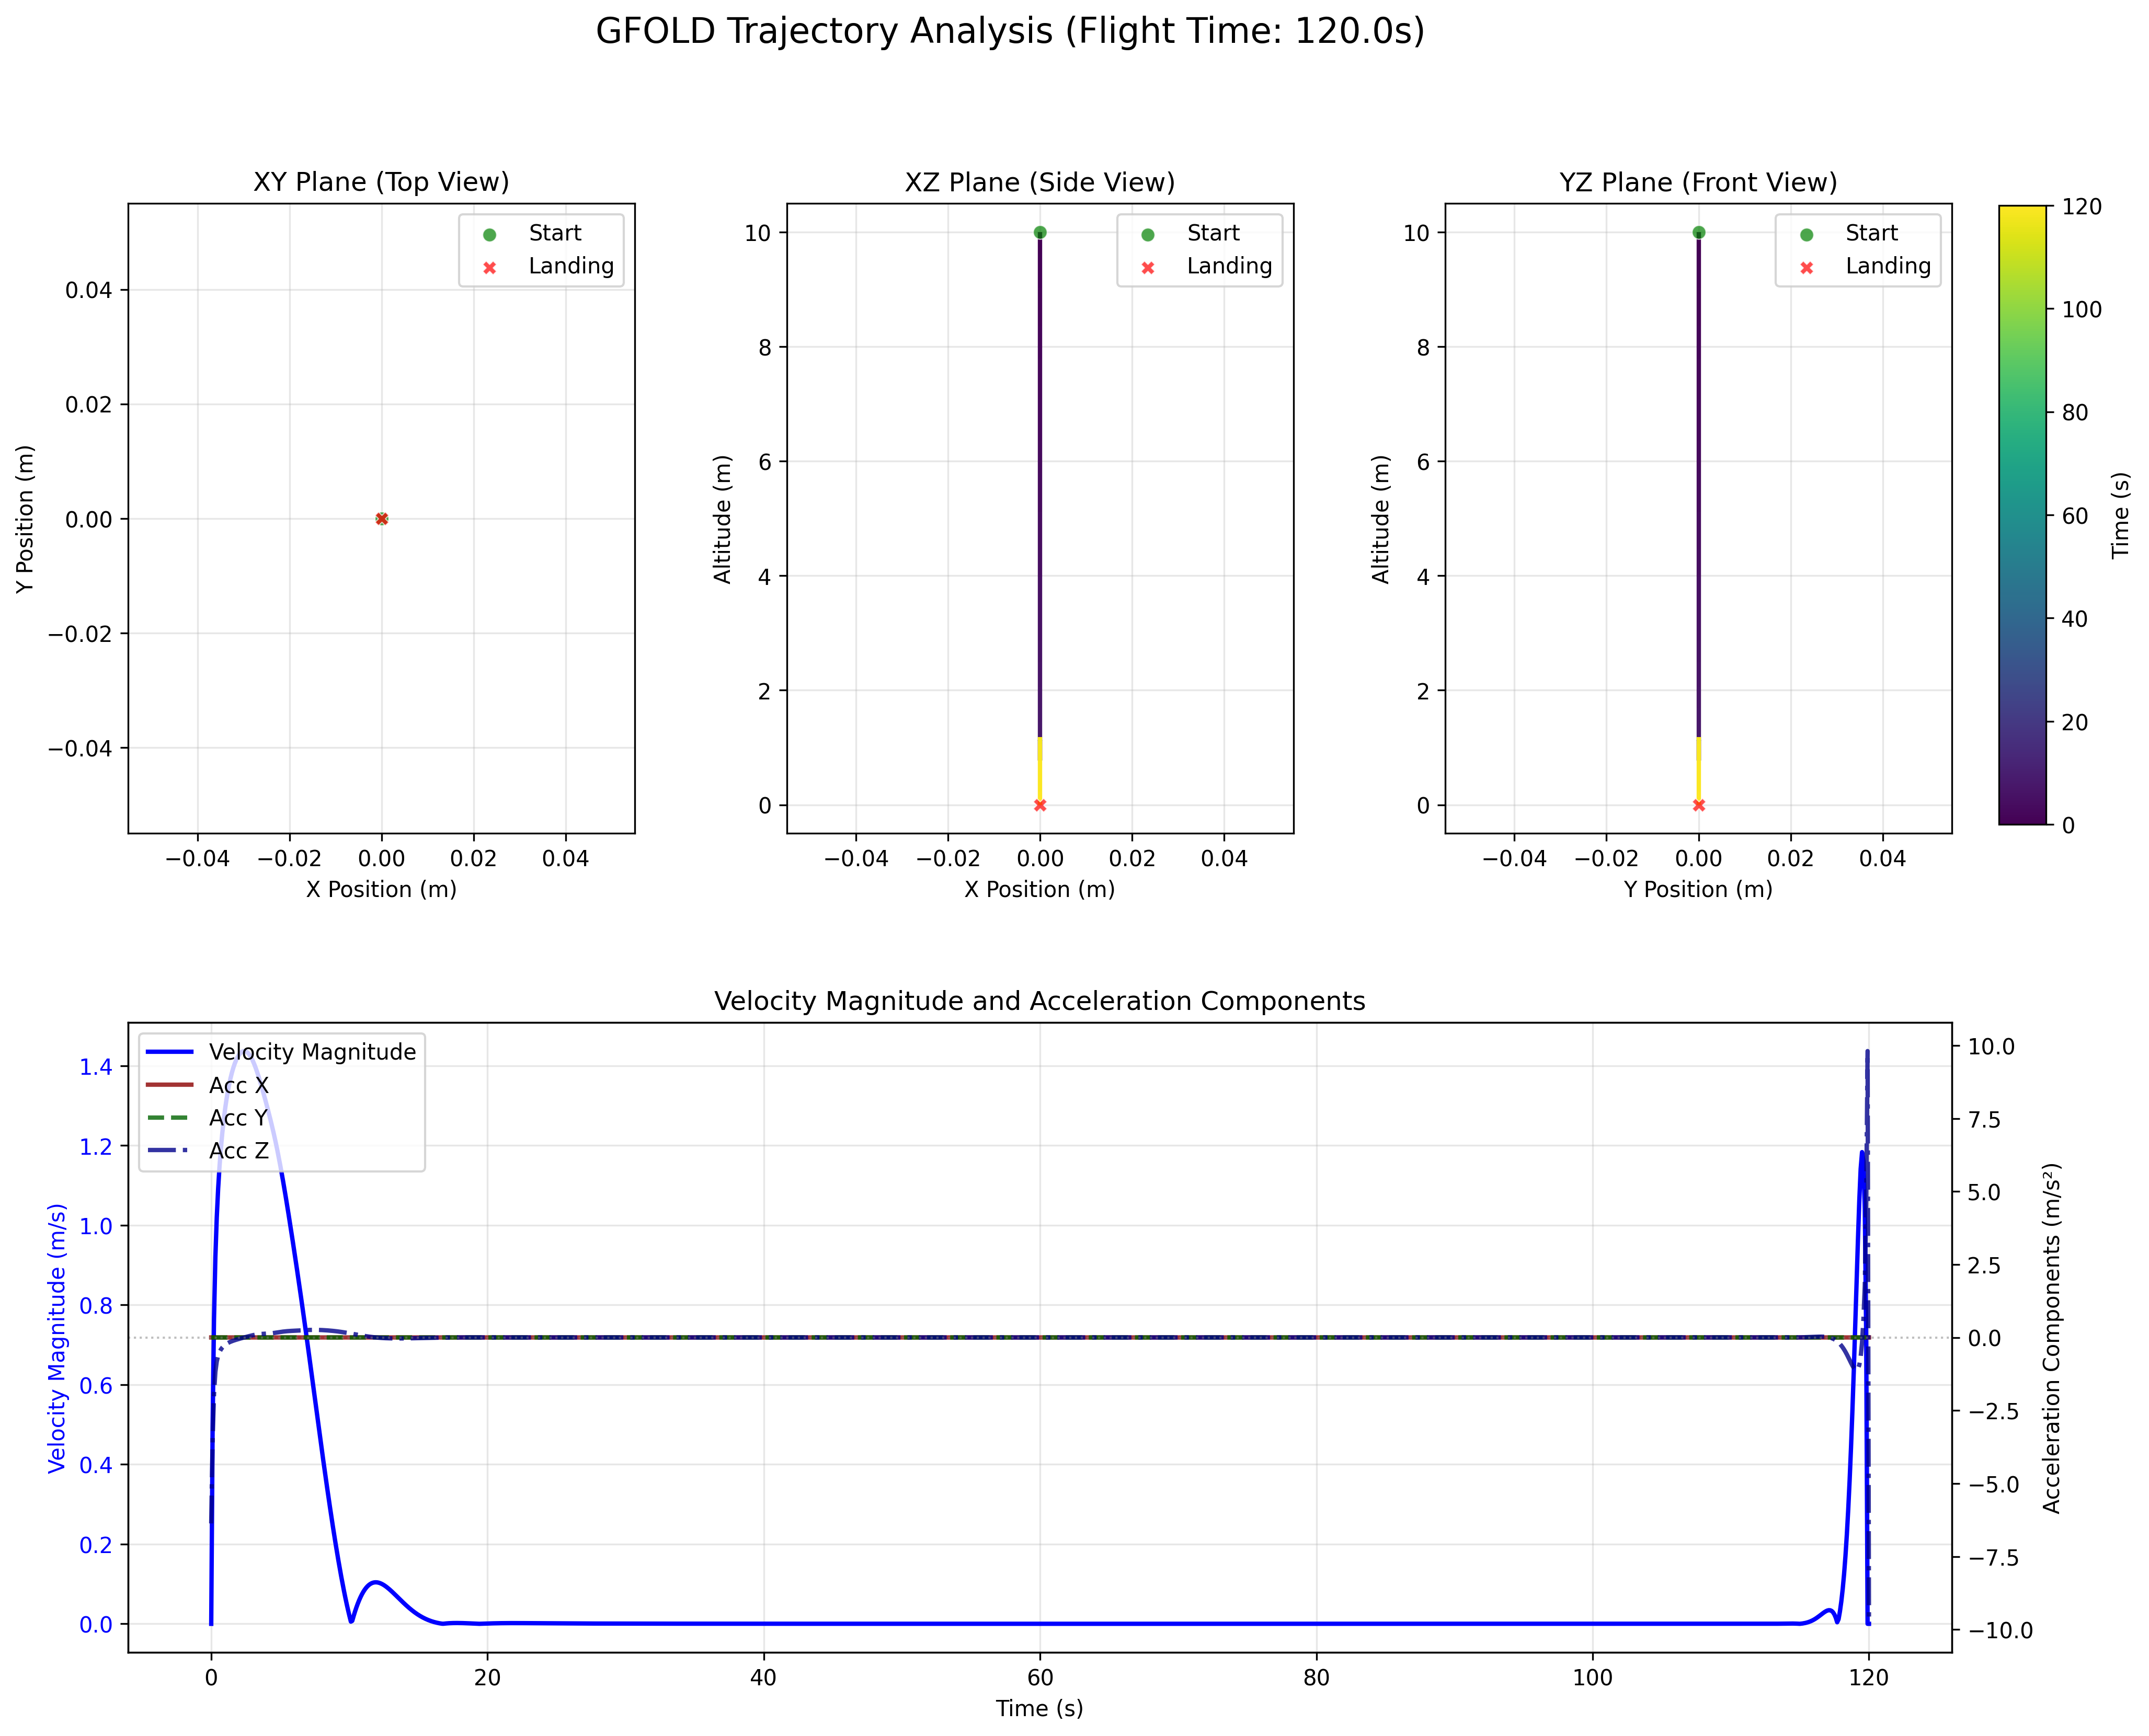 GFOLD Trajectory Analysis (Flight Time: 120.0s)
XY Plane (Top View)
Start
Landing
0.04
0.02
0.00
−0.02
−0.04
Y Position (m)
−0.04 −0.02 0.00 0.02 0.04
X Position (m)
XZ Plane (Side View)
Start
Landing
10
8
6
4
2
0
Altitude (m)
−0.04 −0.02 0.00 0.02 0.04
X Position (m)
YZ Plane (Front View)
Start
Landing
10
8
6
4
2
0
Altitude (m)
−0.04 −0.02 0.00 0.02 0.04
Y Position (m)
120
100
80
60
40
20
0
Time (s)
Velocity Magnitude and Acceleration Components
Velocity Magnitude
Acc X
Acc Y
Acc Z
1.4
1.2
1.0
0.8
0.6
0.4
0.2
0.0
Velocity Magnitude (m/s)
10.0
7.5
5.0
2.5
0.0
−2.5
−5.0
−7.5
−10.0
Acceleration Components (m/s²)
0 20 40 60 80 100 120
Time (s)